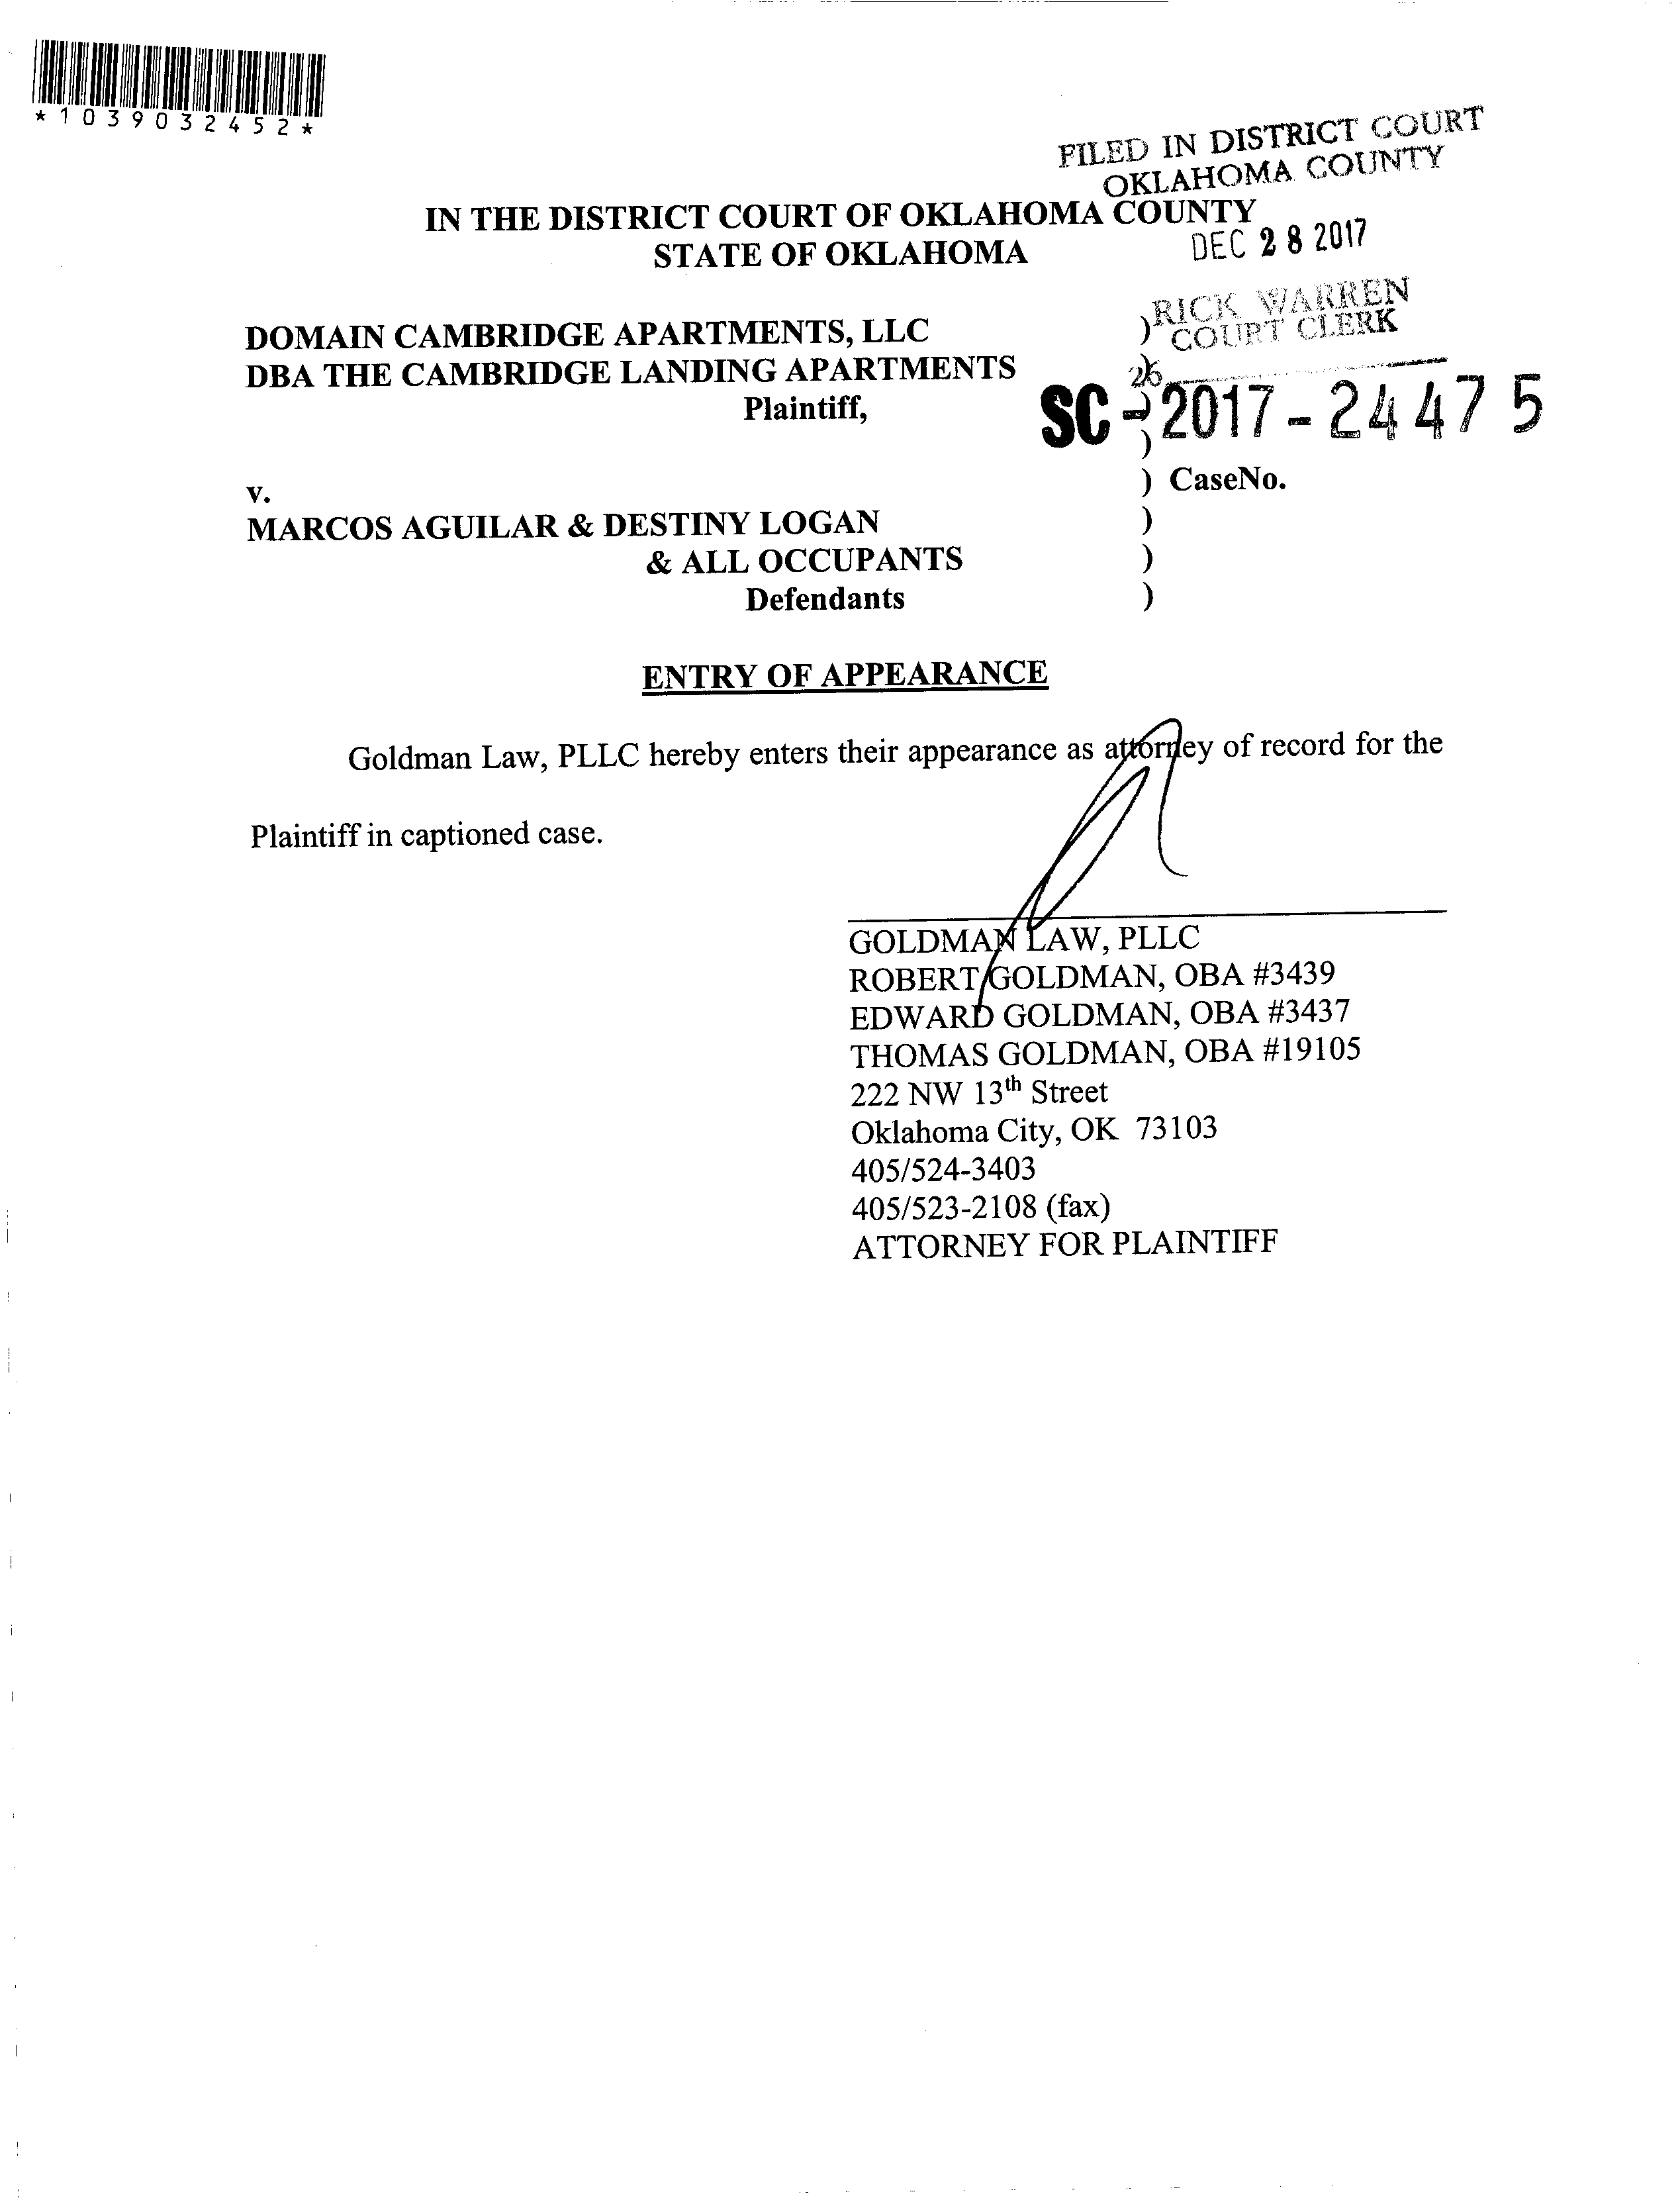 *1039032452*
FILED IN DISTRICT COURT
OKLAHOMA COUNTY
IN THE DISTRICT COURT OF OKLAHOMA COUNTY
STATE OF OKLAHOMA
DEC 28 2017
RICK WARREN
COURT CLERK
DOMAIN CAMBRIDGE APARTMENTS, LLC )
DBA THE CAMBRIDGE LANDING APARTMENTS 26
Plaintiff, )
SC-2017-24475
)
v. ) CaseNo.
MARCOS AGUILAR & DESTINY LOGAN )
& ALL OCCUPANTS )
Defendants )
ENTRY OF APPEARANCE
Goldman Law, PLLC hereby enters their appearance as attorney of record for the
Plaintiff in captioned case.
GOLDMAN LAW, PLLC
ROBERT GOLDMAN, OBA #3439
EDWARD GOLDMAN, OBA #3437
THOMAS GOLDMAN, OBA #19105
222 NW 13th Street
Oklahoma City, OK 73103
405/524-3403
405/523-2108 (fax)
ATTORNEY FOR PLAINTIFF